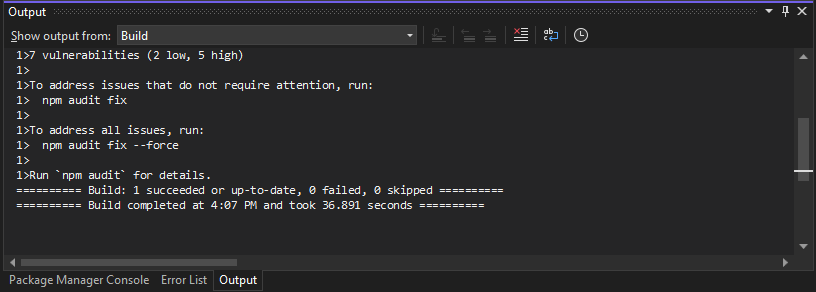 Output
Show output from: Build
1>7 vulnerabilities (2 low, 5 high)
1>
1>To address issues that do not require attention, run:
1>  npm audit fix
1>
1>To address all issues, run:
1>  npm audit fix --force
1>
1>Run `npm audit` for details.
========== Build: 1 succeeded or up-to-date, 0 failed, 0 skipped ==========
========== Build completed at 4:07 PM and took 36.891 seconds ==========
Package Manager Console Error List Output